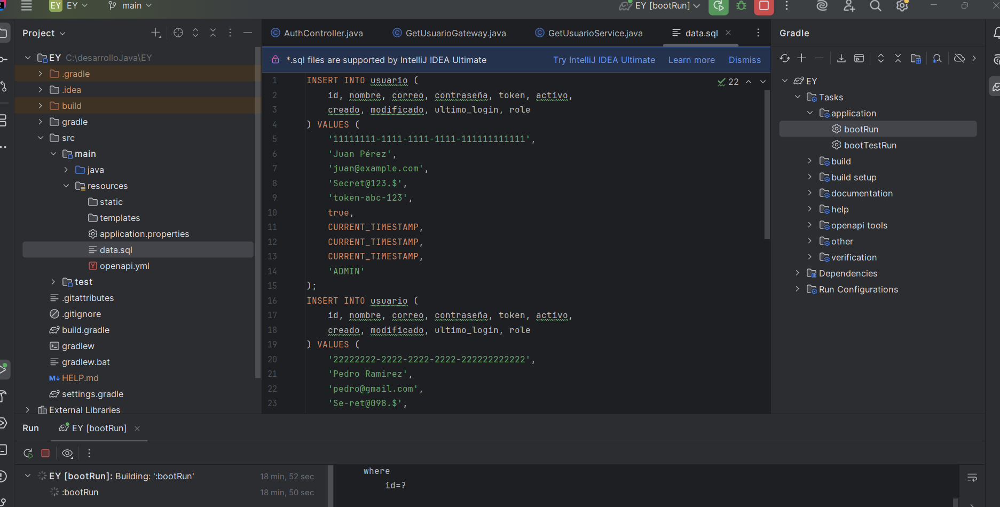 EY EY main EY [bootRun]
Project
AuthController.java GetUsuarioGateway.java GetUsuarioService.java data.sql
Gradle
*.sql files are supported by IntelliJ IDEA Ultimate Try IntelliJ IDEA Ultimate Learn more Dismiss
EY C:\desarrolloJava\EY
.gradle
.idea
build
gradle
src
main
java
resources
static
templates
application.properties
data.sql
openapi.yml
test
.gitattributes
.gitignore
build.gradle
gradlew
gradlew.bat
M↓ HELP.md
settings.gradle
External Libraries
22
1 INSERT INTO usuario (
2 id, nombre, correo, contraseña, token, activo,
3 creado, modificado, ultimo_login, role
4 ) VALUES (
5 '11111111-1111-1111-1111-111111111111',
6 'Juan Pérez',
7 'juan@example.com',
8 'Secret@123.$',
9 'token-abc-123',
10 true,
11 CURRENT_TIMESTAMP,
12 CURRENT_TIMESTAMP,
13 CURRENT_TIMESTAMP,
14 'ADMIN'
15 );
16 INSERT INTO usuario (
17 id, nombre, correo, contraseña, token, activo,
18 creado, modificado, ultimo_login, role
19 ) VALUES (
20 '22222222-2222-2222-2222-222222222222',
21 'Pedro Ramirez',
22 'pedro@gmail.com',
23 'Se-ret@098.$',
EY
Tasks
application
bootRun
bootTestRun
build
build setup
documentation
help
openapi tools
other
verification
Dependencies
Run Configurations
Run EY [bootRun]
EY [bootRun]: Building: ':bootRun' 18 min, 52 sec
:bootRun 18 min, 50 sec
where
id=?